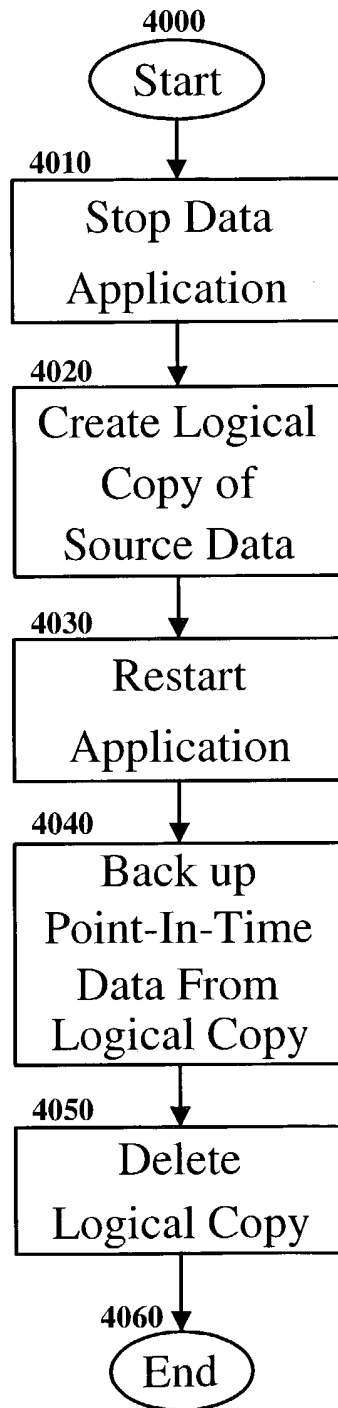 4000
Start
4010
Stop Data
Application
4020
Create Logical
Copy of
Source Data
4030
Restart
Application
4040
Back up
Point-In-Time
Data From
Logical Copy
4050
Delete
Logical Copy
4060
End